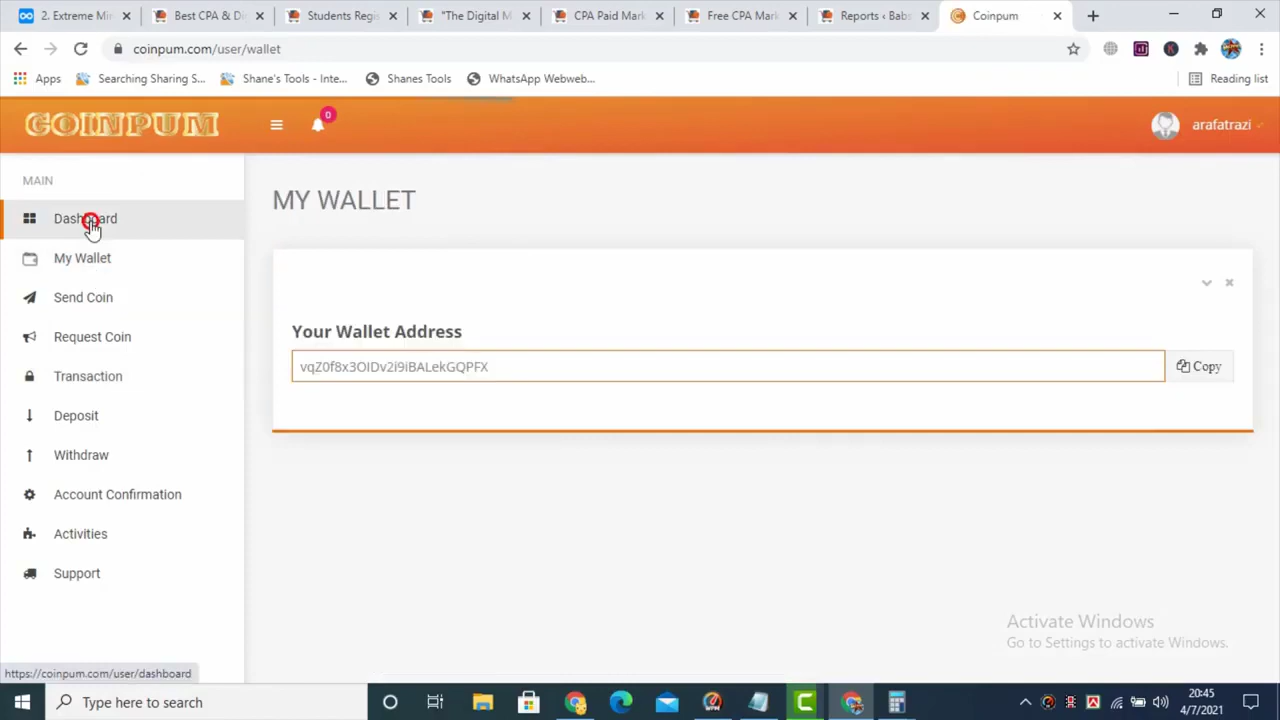 2. Extreme Mi
Best CPA & Di
Students Regi
"The Digital M
CPA Paid Mark
Free CPA Mark
Reports ‹ Babs
Coinpum
coinpum.com/user/wallet
Apps
Searching Sharing S...
Shane's Tools - Inte...
Shanes Tools
WhatsApp Webweb...
Reading list
COINPUM
0
arafatrazi
MAIN
Dashboard
My Wallet
Send Coin
Request Coin
Transaction
Deposit
Withdraw
Account Confirmation
Activities
Support
MY WALLET
Your Wallet Address
vqZ0f8x3OIDv2i9iBALekGQPFX
Copy
Activate Windows
Go to Settings to activate Windows.
https://coinpum.com/user/dashboard
Type here to search
20:45
4/7/2021